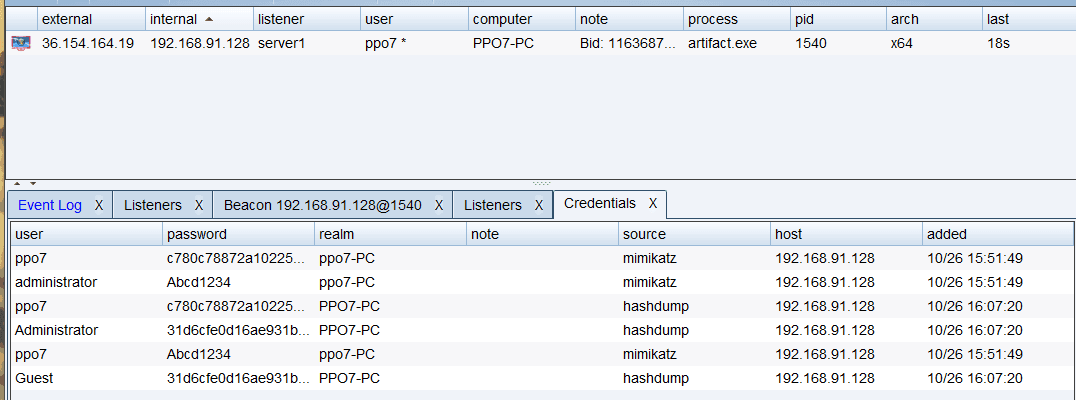 external internal listener user computer note process pid arch last
36.154.164.19 192.168.91.128 server1 ppo7 * PPO7-PC Bid: 1163687... artifact.exe 1540 x64 18s
Event Log X Listeners X Beacon 192.168.91.128@1540 X Listeners X Credentials X
user password realm note source host added
ppo7 c780c78872a10225... ppo7-PC mimikatz 192.168.91.128 10/26 15:51:49
administrator Abcd1234 ppo7-PC mimikatz 192.168.91.128 10/26 15:51:49
ppo7 c780c78872a10225... PPO7-PC hashdump 192.168.91.128 10/26 16:07:20
Administrator 31d6cfe0d16ae931b... PPO7-PC hashdump 192.168.91.128 10/26 16:07:20
ppo7 Abcd1234 ppo7-PC mimikatz 192.168.91.128 10/26 15:51:49
Guest 31d6cfe0d16ae931b... PPO7-PC hashdump 192.168.91.128 10/26 16:07:20